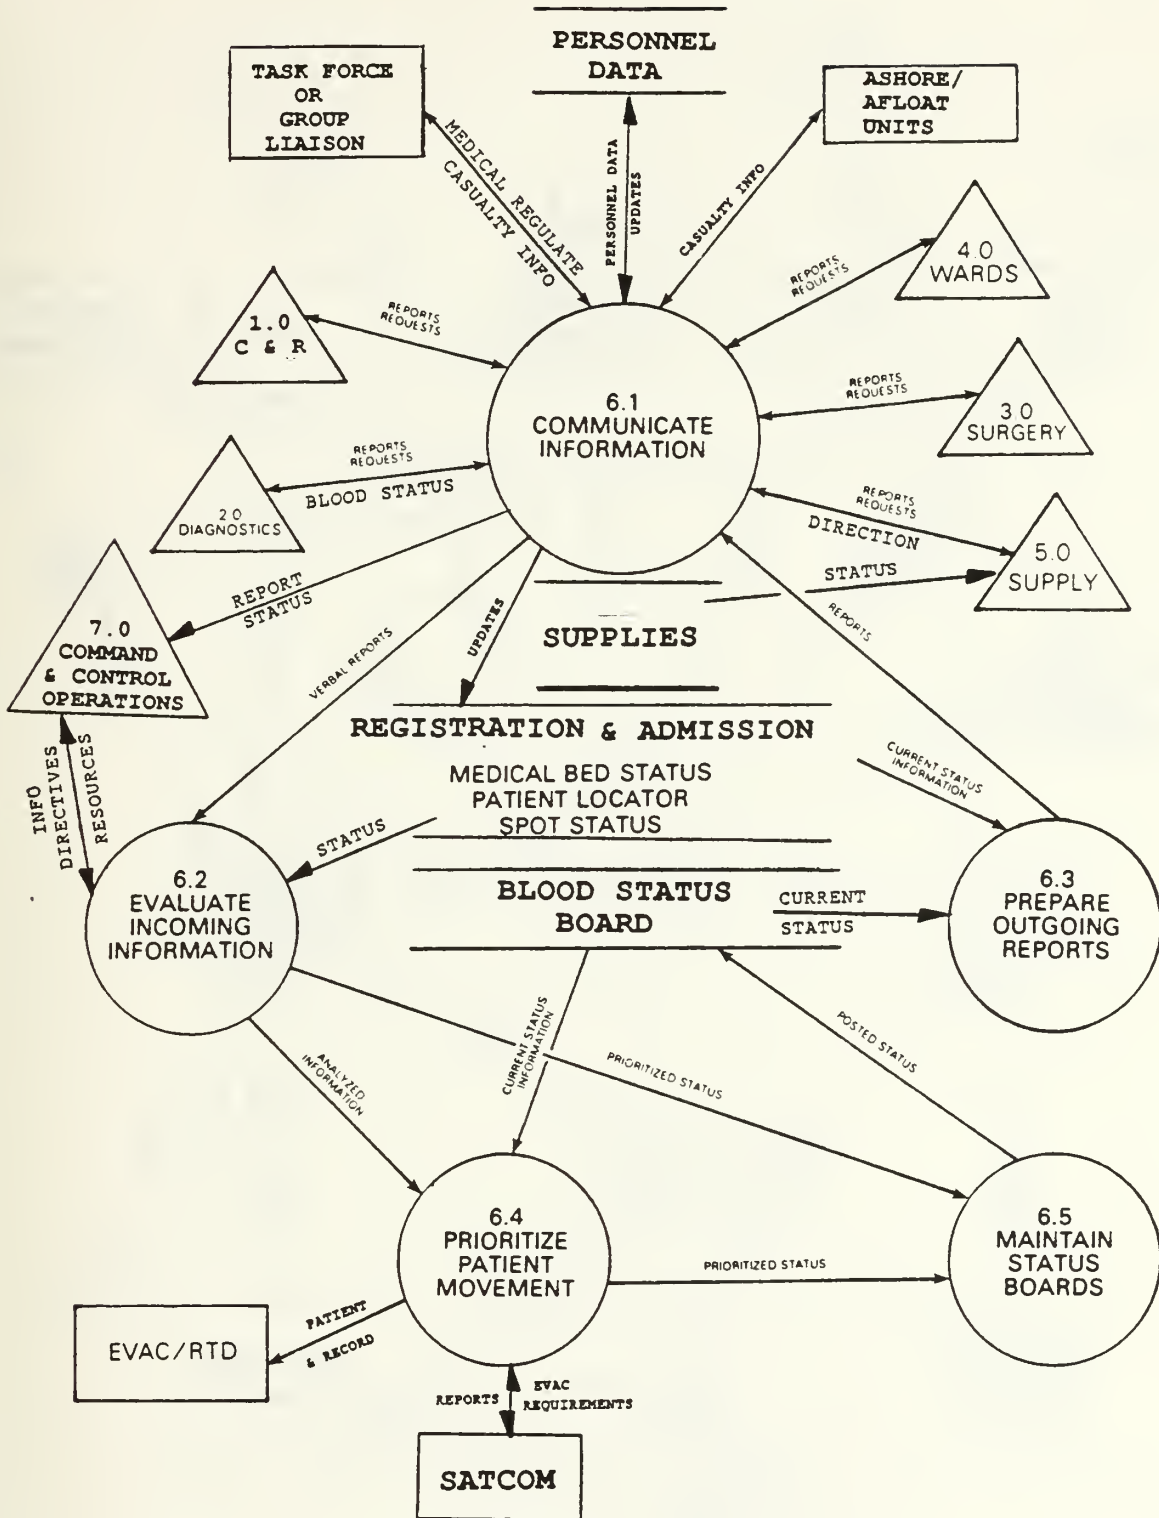 PERSONNEL
DATA
TASK FORCE
OR
GROUP
LIAISON
ASHORE/
AFLOAT
UNITS
MEDICAL REGULATE
CASUALTY INFO
PERSONNEL DATA
UPDATES
CASUALTY INFO
4.0
WARDS
REPORTS
REQUESTS
1.0
C & R
REPORTS
REQUESTS
6.1
COMMUNICATE
INFORMATION
REPORTS
REQUESTS
3.0
SURGERY
2.0
DIAGNOSTICS
REPORTS
REQUESTS
BLOOD STATUS
REPORTS
REQUESTS
DIRECTION
STATUS
5.0
SUPPLY
7.0
COMMAND
& CONTROL
OPERATIONS
REPORT
STATUS
VERBAL REPORTS
UPDATES
SUPPLIES
REPORTS
REGISTRATION & ADMISSION
MEDICAL BED STATUS
PATIENT LOCATOR
SPOT STATUS
CURRENT STATUS
INFORMATION
INFO
DIRECTIVES
RESOURCES
STATUS
6.2
EVALUATE
INCOMING
INFORMATION
BLOOD STATUS
BOARD
CURRENT
STATUS
6.3
PREPARE
OUTGOING
REPORTS
ANALYZED
INFORMATION
CURRENT STATUS
INFORMATION
PRIORITIZED STATUS
POSTED STATUS
6.4
PRIORITIZE
PATIENT
MOVEMENT
PRIORITIZED STATUS
6.5
MAINTAIN
STATUS
BOARDS
EVAC/RTD
PATIENT
& RECORD
REPORTS
EVAC
REQUIREMENTS
SATCOM